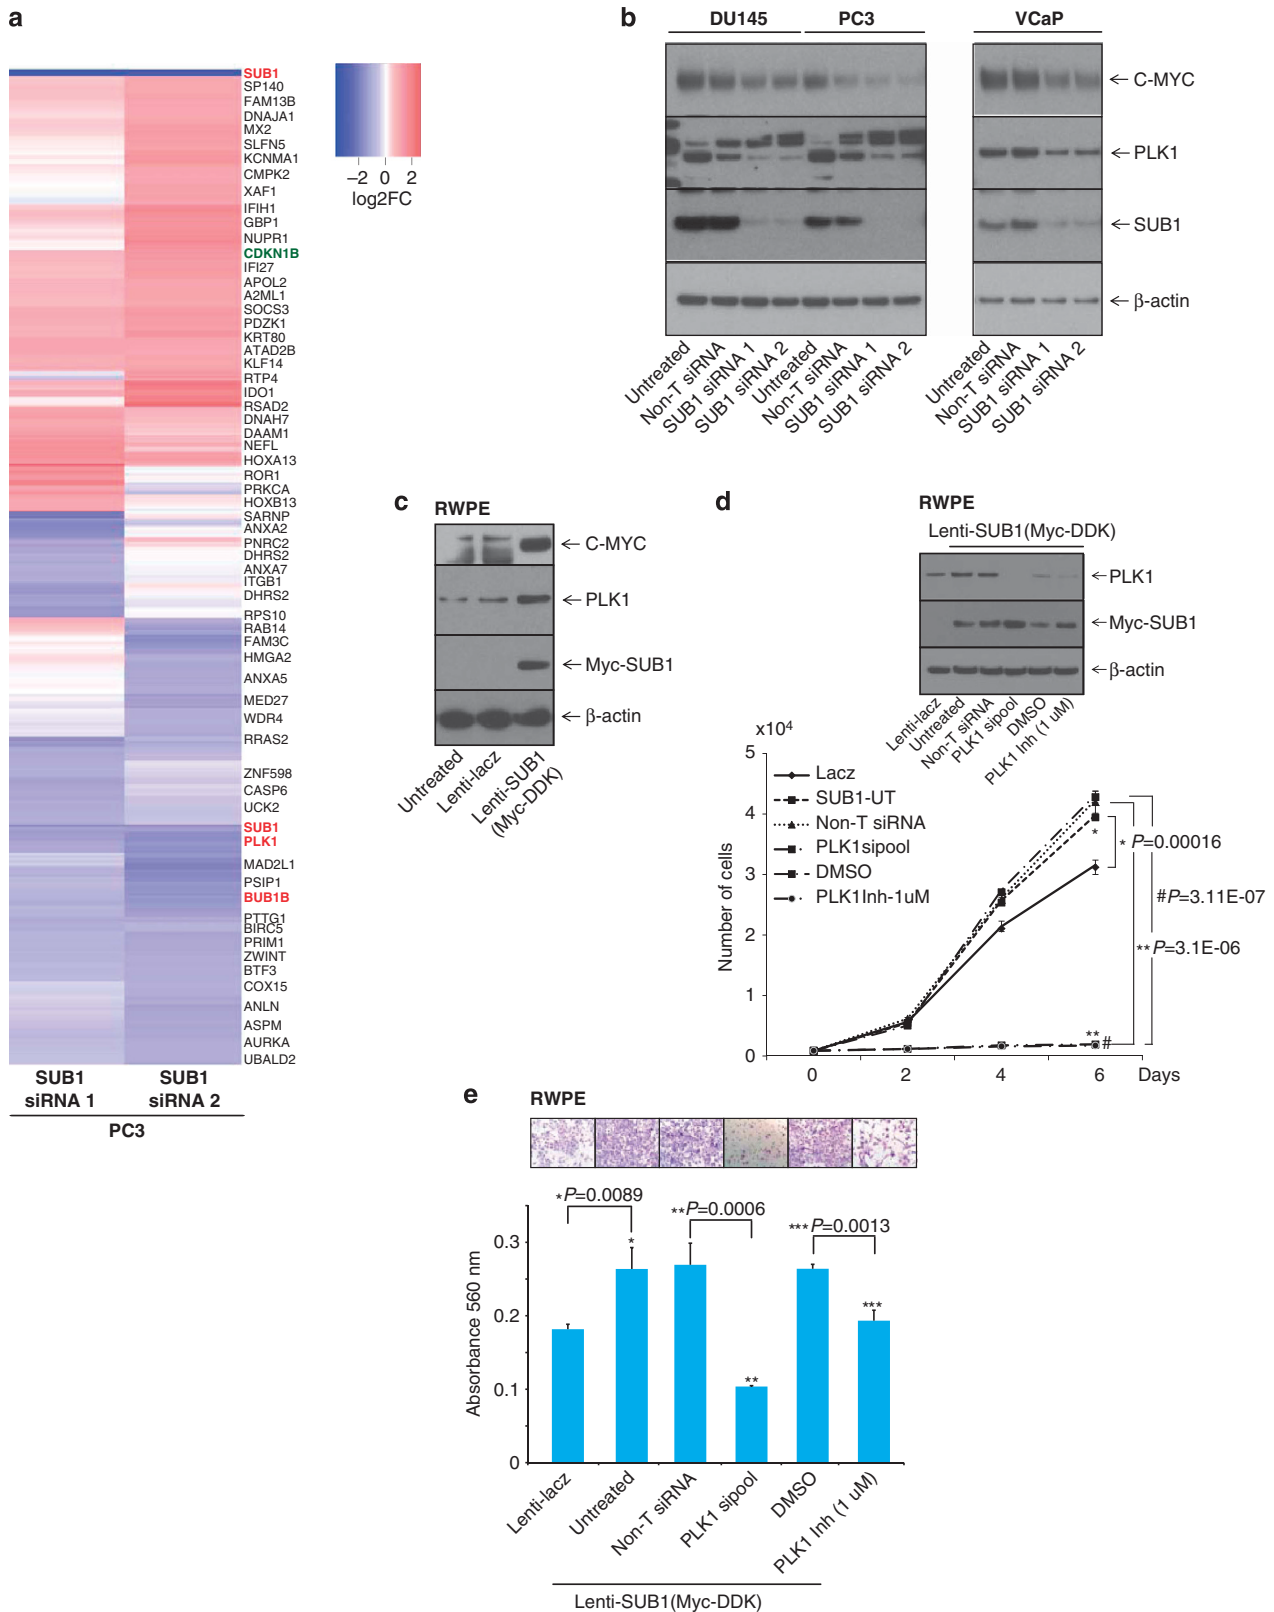 a
SUB1
SP140
FAM13B
DNAJA1
MX2
SLFN5
KCNMA1
CMPK2
XAF1
IFIH1
GBP1
NUPR1
CDKN1B
IFI27
APOL2
A2ML1
SOCS3
PDZK1
KRT80
ATAD2B
KLF14
RTP4
IDO1
RSAD2
DNAH7
DAAM1
NEFL
HOXA13
ROR1
PRKCA
HOXB13
SARNP
ANXA2
PNRC2
DHRS2
ANXA7
ITGB1
DHRS2
RPS10
RAB14
FAM3C
HMGA2
ANXA5
MED27
WDR4
RRAS2
ZNF598
CASP6
UCK2
SUB1
PLK1
MAD2L1
PSIP1
BUB1B
PTTG1
BIRC5
PRIM1
ZWINT
BTF3
COX15
ANLN
ASPM
AURKA
UBALD2
SUB1 siRNA 1
SUB1 siRNA 2
PC3
−2 0 2
log2FC
b
DU145 PC3 VCaP
← C-MYC
← PLK1
← SUB1
← β-actin
Untreated
Non-T siRNA
SUB1 siRNA 1
SUB1 siRNA 2
Untreated
Non-T siRNA
SUB1 siRNA 1
SUB1 siRNA 2
Untreated
Non-T siRNA
SUB1 siRNA 1
SUB1 siRNA 2
c
RWPE
← C-MYC
← PLK1
← Myc-SUB1
← β-actin
Untreated
Lenti-lacz
Lenti-SUB1
(Myc-DDK)
d
RWPE
Lenti-SUB1(Myc-DDK)
←PLK1
←Myc-SUB1
←β-actin
Lenti-lacz
Untreated
Non-T siRNA
PLK1 sipool
DMSO
PLK1 Inh (1 uM)
x10⁴
5
4
3
2
1
0
Number of cells
Lacz
SUB1-UT
Non-T siRNA
PLK1sipool
DMSO
PLK1Inh-1uM
*
* P=0.00016
#P=3.11E-07
**P=3.1E-06
**
#
0 2 4 6 Days
e
RWPE
*P=0.0089
**P=0.0006
***P=0.0013
*
**
***
0.3
0.2
0.1
0
Absorbance 560 nm
Lenti-lacz
Untreated
Non-T siRNA
PLK1 sipool
DMSO
PLK1 Inh (1 uM)
Lenti-SUB1(Myc-DDK)